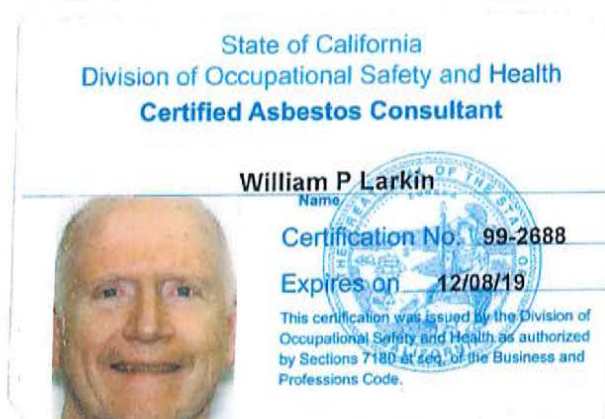 State of California
Division of Occupational Safety and Health
Certified Asbestos Consultant
William P Larkin
Name
Certification No. 99-2688
Expires on 12/08/19
This certification was issued by the Division of
Occupational Safety and Health as authorized
by Sections 7180 et seq. of the Business and
Professions Code.